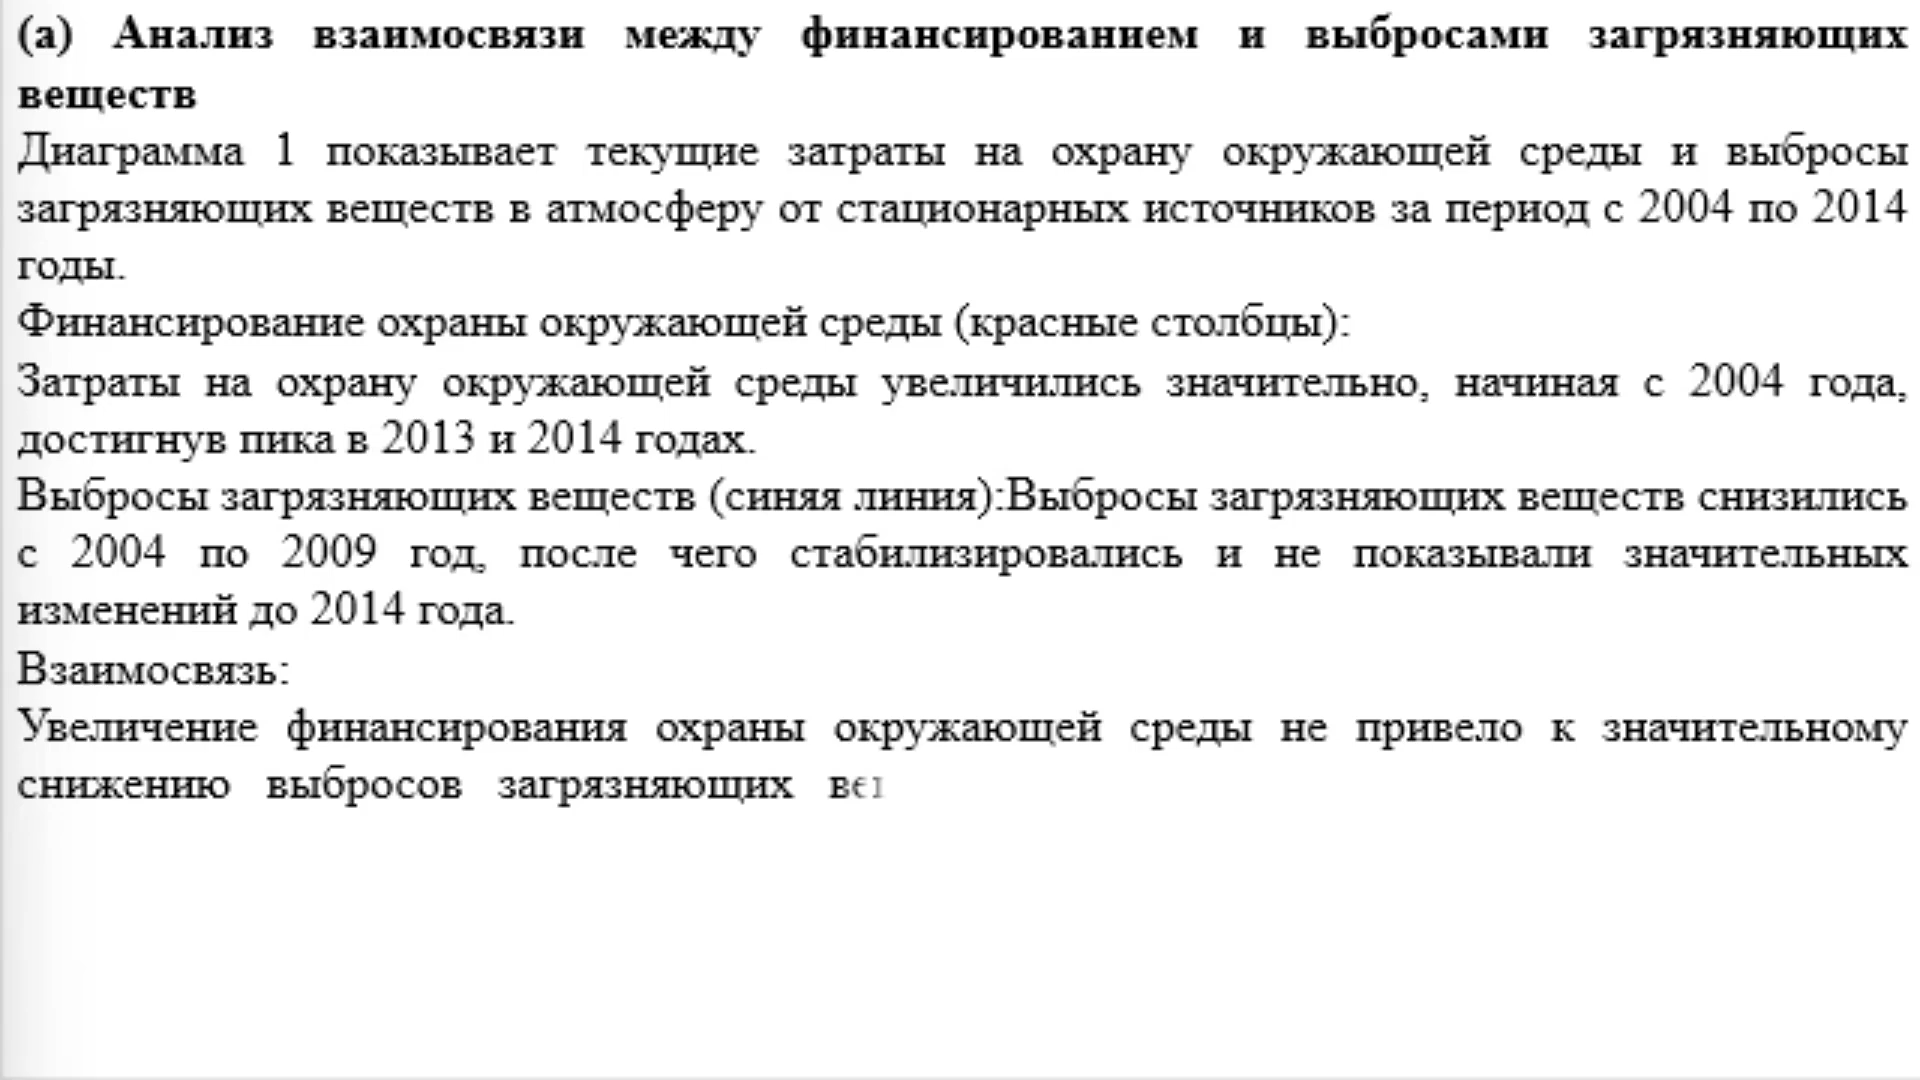 (а) Анализ взаимосвязи между финансированием и выбросами загрязняющих
веществ
Диаграмма 1 показывает текущие затраты на охрану окружающей среды и выбросы
загрязняющих веществ в атмосферу от стационарных источников за период с 2004 по 2014
годы.
Финансирование охраны окружающей среды (красные столбцы):
Затраты на охрану окружающей среды увеличились значительно, начиная с 2004 года,
достигнув пика в 2013 и 2014 годах.
Выбросы загрязняющих веществ (синяя линия):Выбросы загрязняющих веществ снизились
с 2004 по 2009 год, после чего стабилизировались и не показывали значительных
изменений до 2014 года.
Взаимосвязь:
Увеличение финансирования охраны окружающей среды не привело к значительному
снижению выбросов загрязняющих